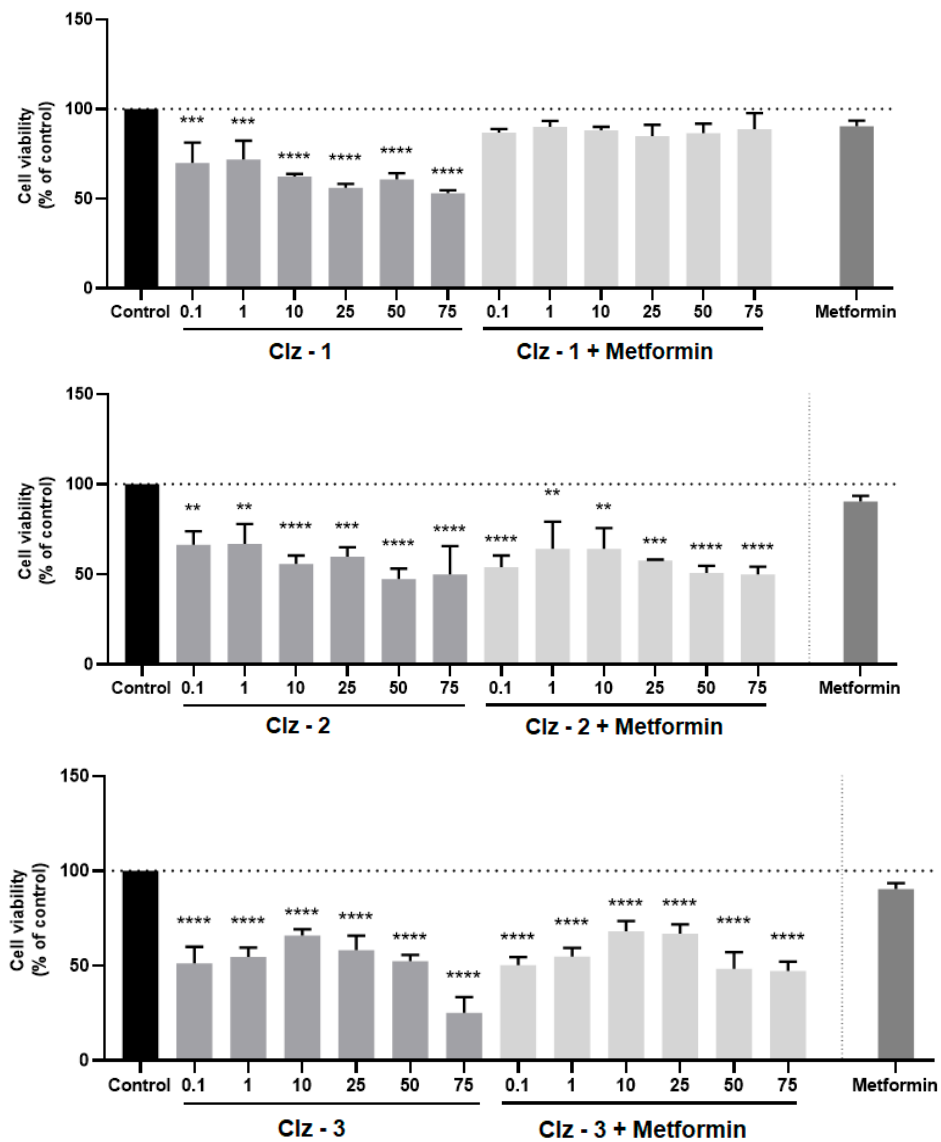 150
100
50
0
Cell viability
(% of control)
*** *** **** **** **** ****
Control 0.1 1 10 25 50 75 0.1 1 10 25 50 75 Metformin
Clz - 1 Clz - 1 + Metformin
150
100
50
0
Cell viability
(% of control)
** ** **** *** **** **** **** ** ** *** **** ****
Control 0.1 1 10 25 50 75 0.1 1 10 25 50 75 Metformin
Clz - 2 Clz - 2 + Metformin
150
100
50
0
Cell viability
(% of control)
**** **** **** **** **** **** **** **** **** **** **** ****
Control 0.1 1 10 25 50 75 0.1 1 10 25 50 75 Metformin
Clz - 3 Clz - 3 + Metformin